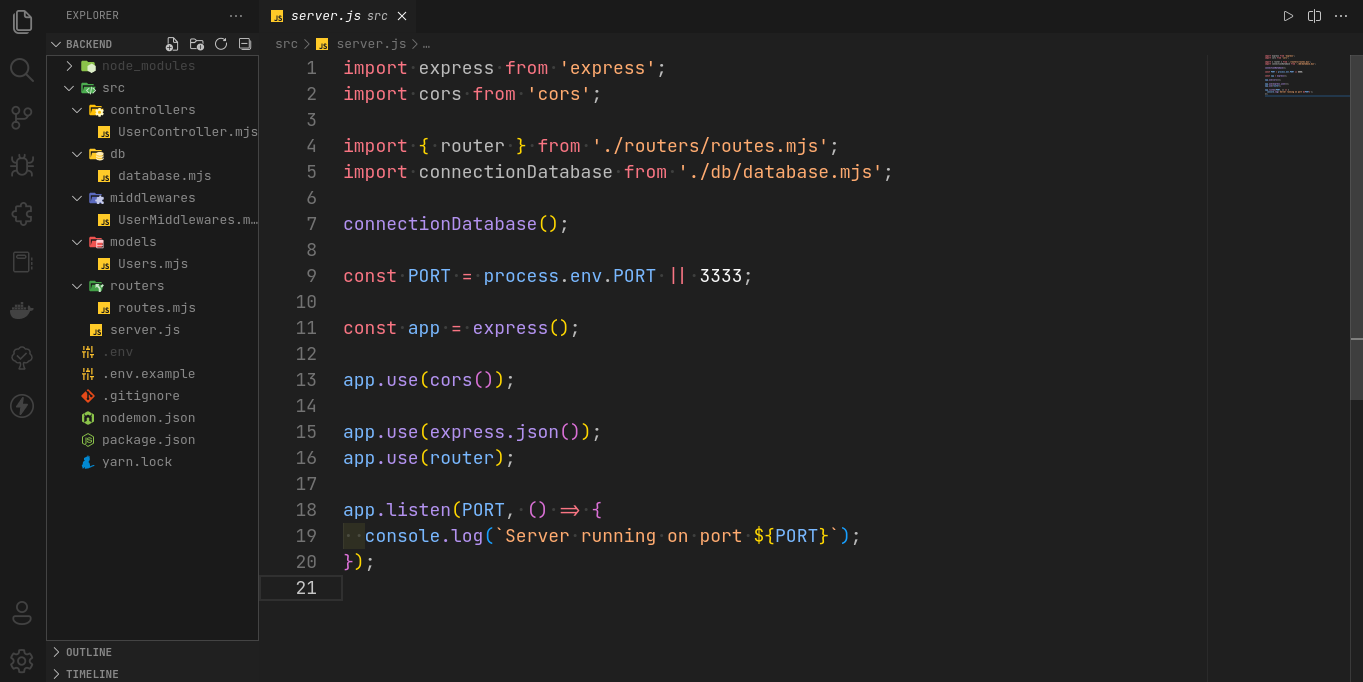 EXPLORER
server.js src
BACKEND
src server.js …
node_modules
src
controllers
UserController.mjs
db
database.mjs
middlewares
UserMiddlewares.m…
models
Users.mjs
routers
routes.mjs
server.js
.env
.env.example
.gitignore
nodemon.json
package.json
yarn.lock
OUTLINE
TIMELINE
1 import express from 'express';
2 import cors from 'cors';
3
4 import { router } from './routers/routes.mjs';
5 import connectionDatabase from './db/database.mjs';
6
7 connectionDatabase();
8
9 const PORT = process.env.PORT || 3333;
10
11 const app = express();
12
13 app.use(cors());
14
15 app.use(express.json());
16 app.use(router);
17
18 app.listen(PORT, () => {
19   console.log(`Server running on port ${PORT}`);
20 });
21